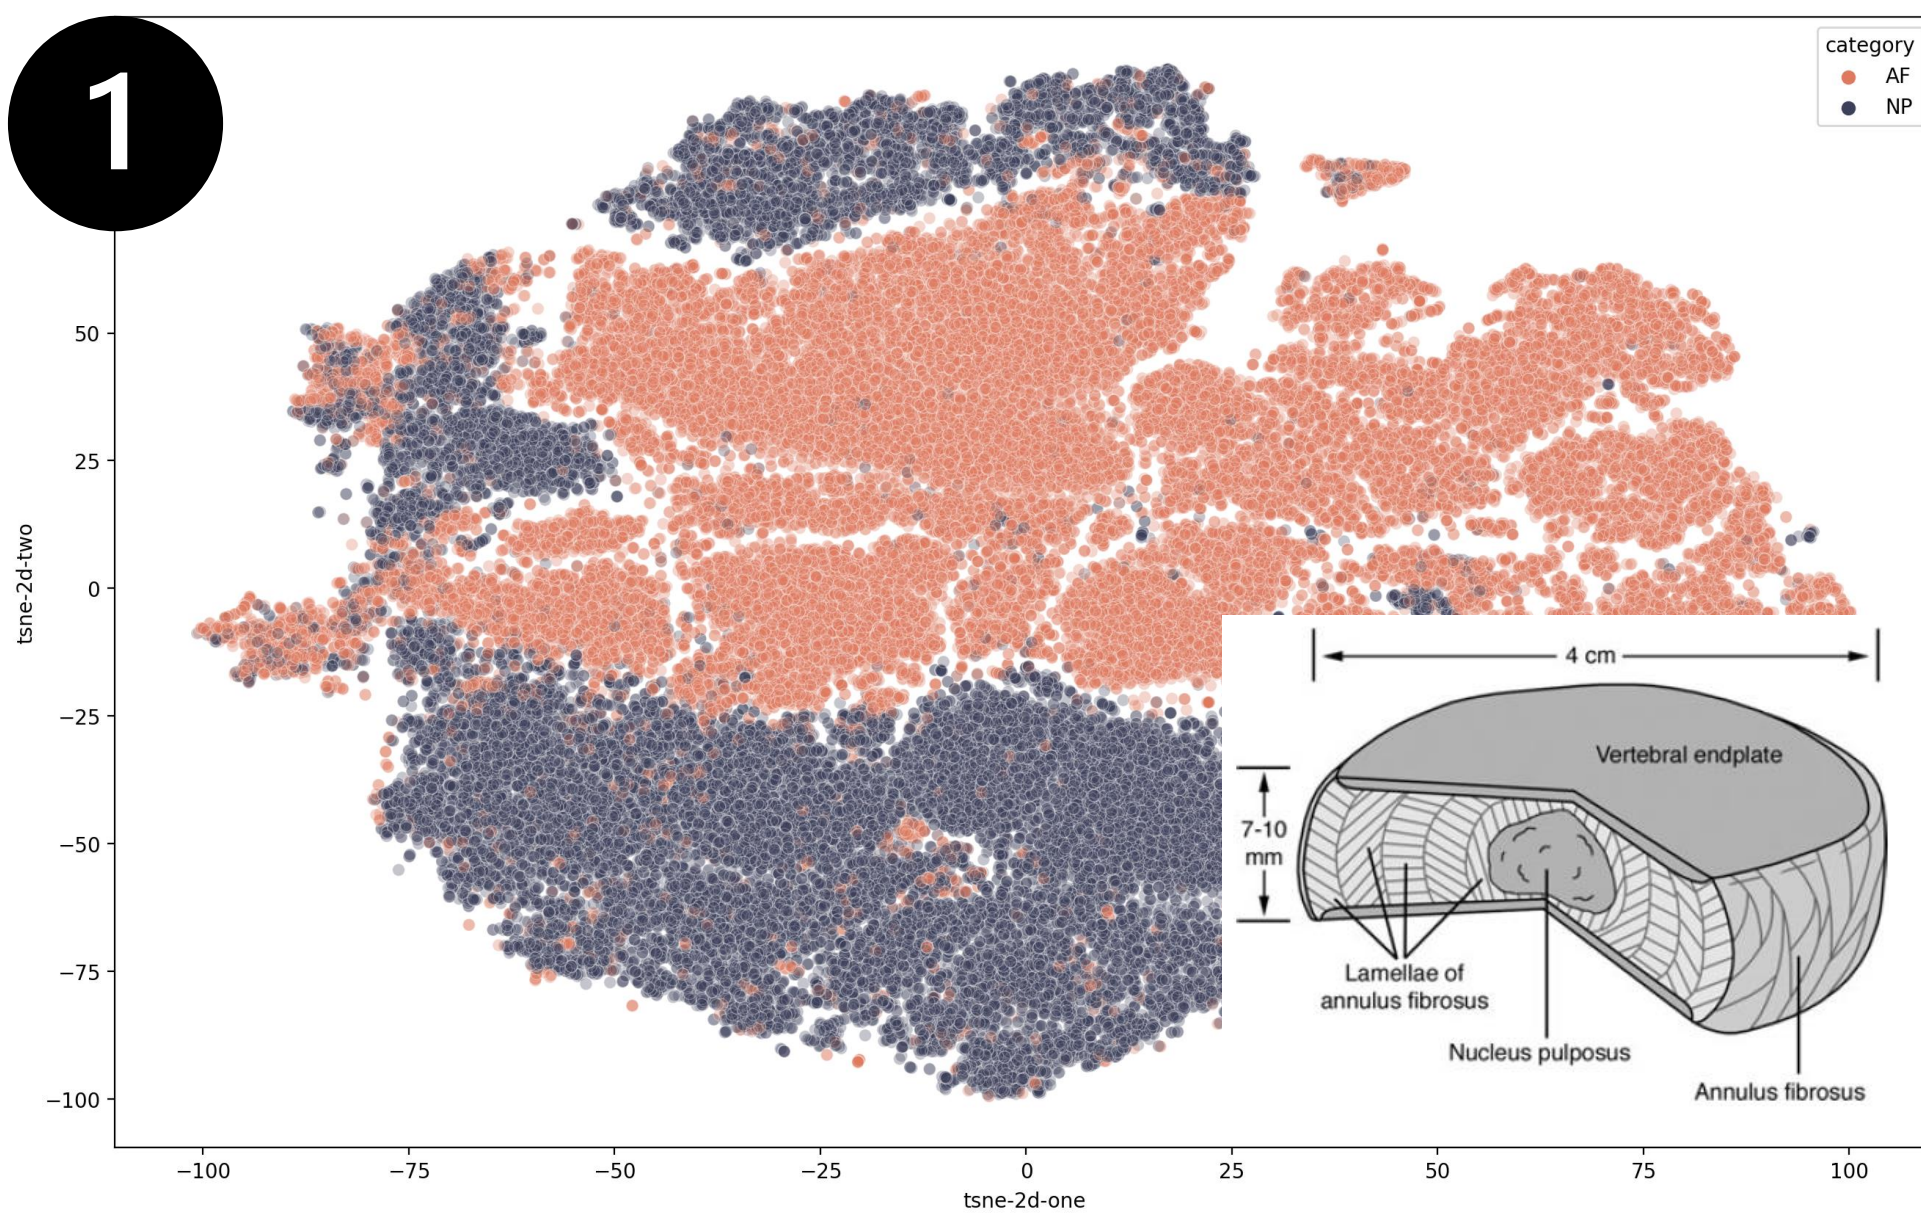 1
category
AF
NP
50
25
0
−25
−50
−75
−100
tsne-2d-two
−100
−75
−50
−25
0
25
50
75
100
tsne-2d-one
4 cm
Vertebral endplate
7-10
mm
Lamellae of
annulus fibrosus
Nucleus pulposus
Annulus fibrosus